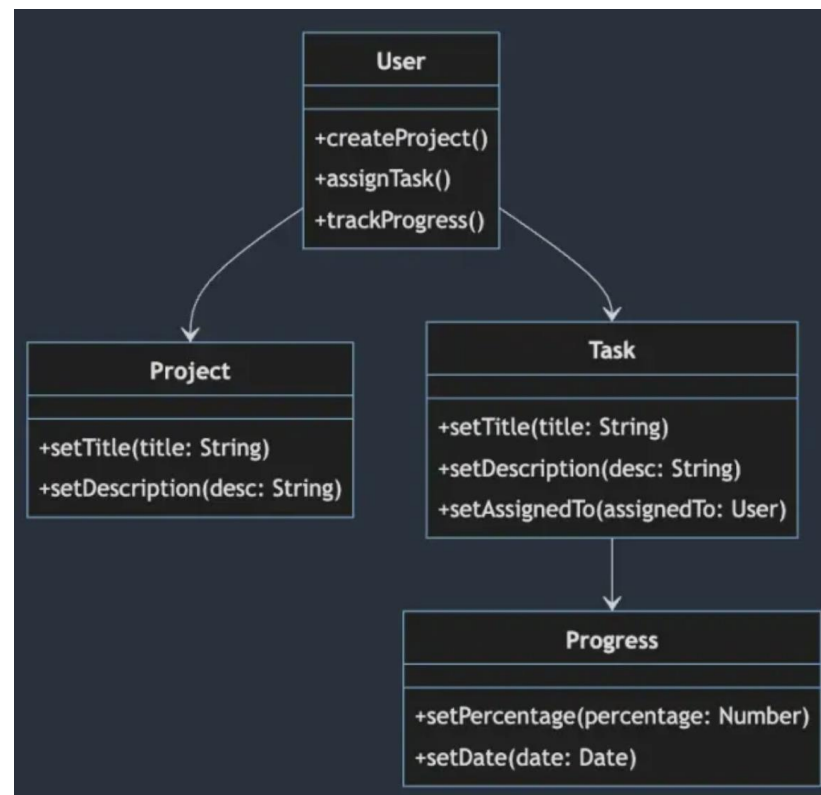 User
+createProject()
+assignTask()
+trackProgress()
Project
+setTitle(title: String)
+setDescription(desc: String)
Task
+setTitle(title: String)
+setDescription(desc: String)
+setAssignedTo(assignedTo: User)
Progress
+setPercentage(percentage: Number)
+setDate(date: Date)